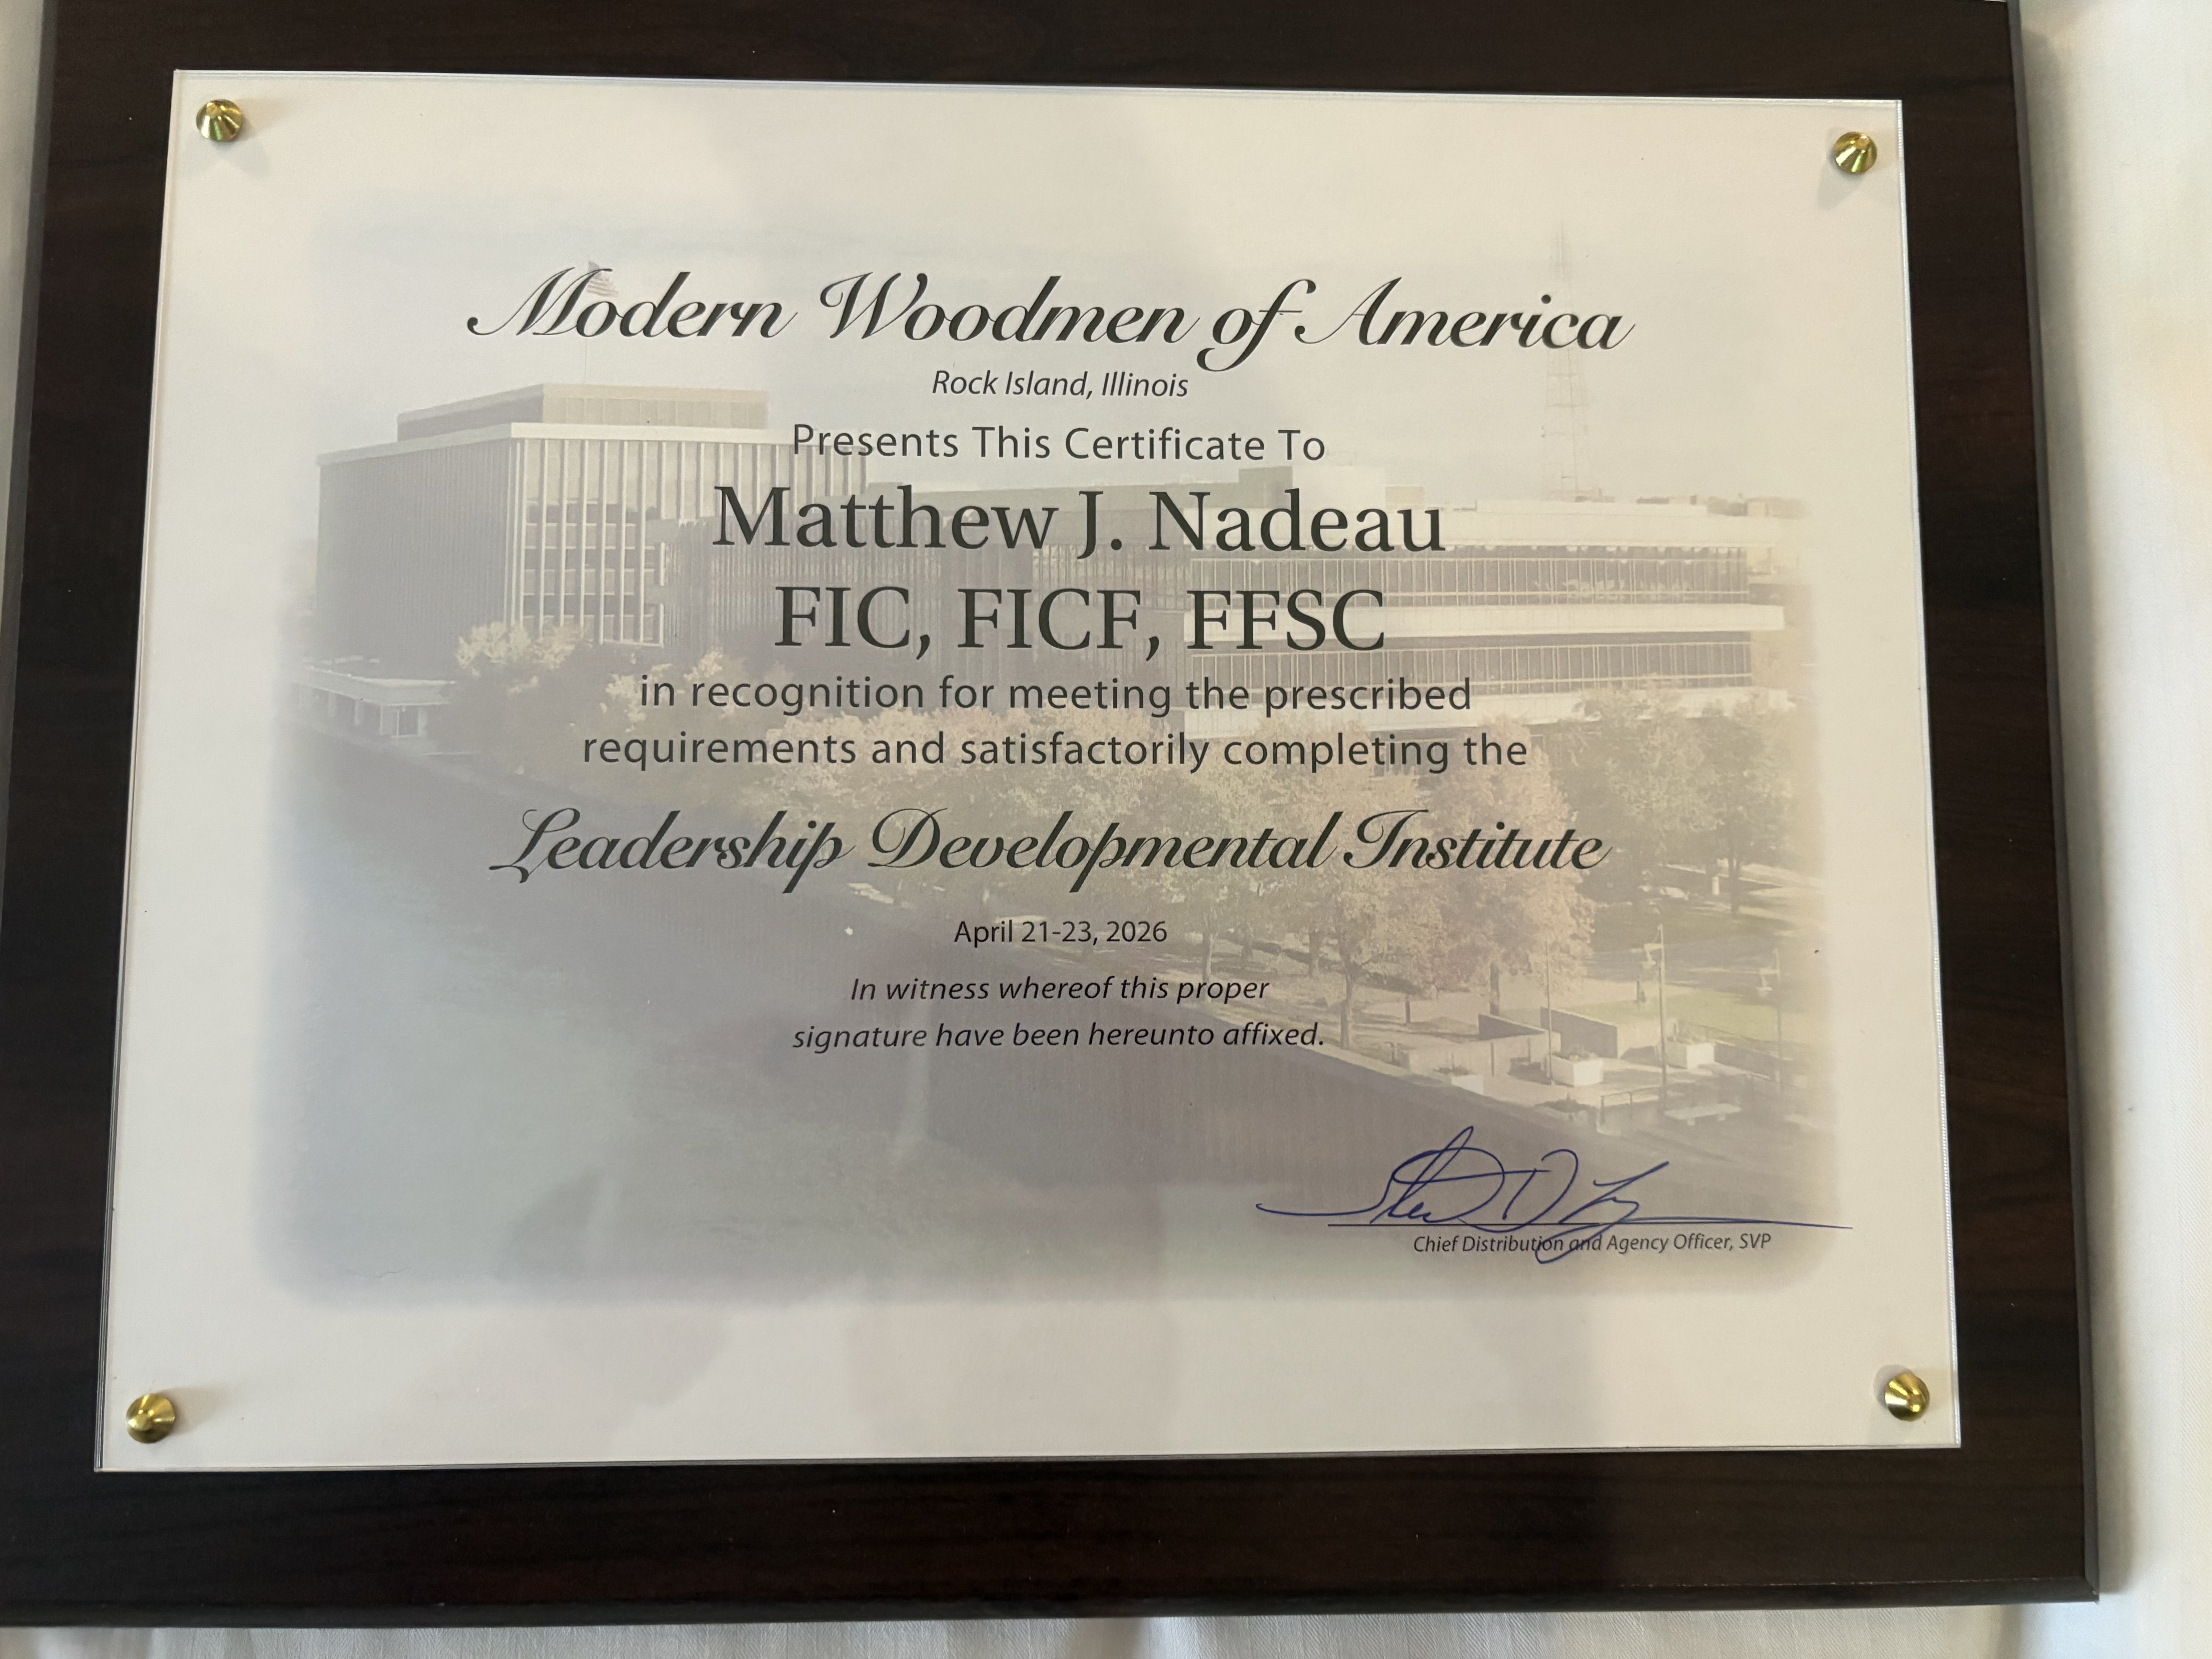 Modern Woodmen of America
Rock Island, Illinois
Presents This Certificate To
Matthew J. Nadeau
FIC, FICF, FFSC
in recognition for meeting the prescribed
requirements and satisfactorily completing the
Leadership Developmental Institute
April 21-23, 2026
In witness whereof this proper
signature have been hereunto affixed.
Chief Distribution and Agency Officer, SVP